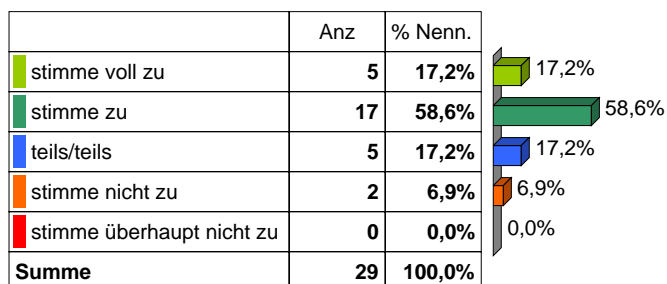 Anz % Nenn.
stimme voll zu 5 17,2% 17,2%
stimme zu 17 58,6% 58,6%
teils/teils 5 17,2% 17,2%
stimme nicht zu 2 6,9% 6,9%
stimme überhaupt nicht zu 0 0,0% 0,0%
Summe 29 100,0%